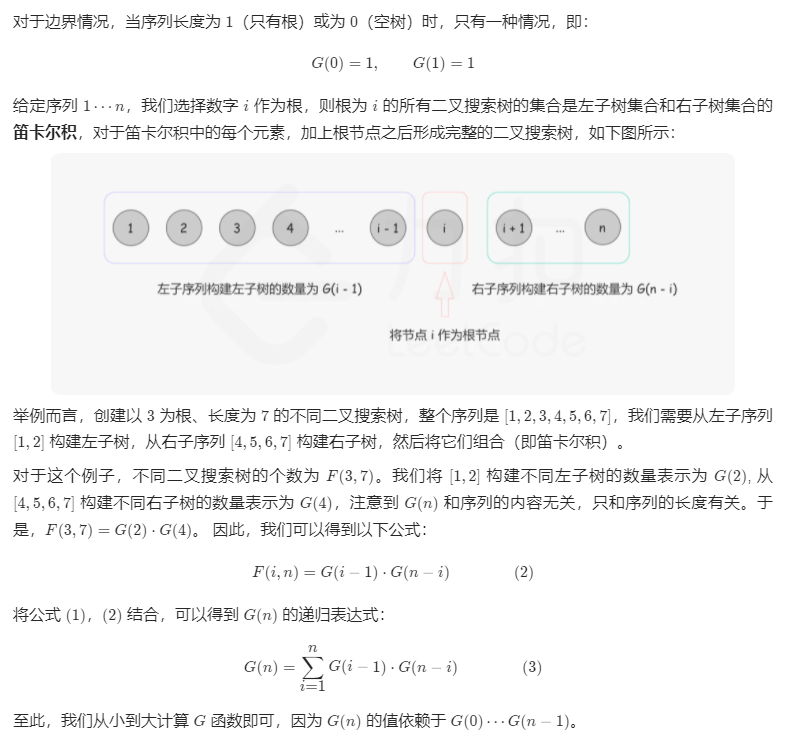 对于边界情况，当序列长度为 1（只有根）或为 0（空树）时，只有一种情况，即：
G(0) = 1,  G(1) = 1
给定序列 1⋯n，我们选择数字 i 作为根，则根为 i 的所有二叉搜索树的集合是左子树集合和右子树集合的
笛卡尔积，对于笛卡尔积中的每个元素，加上根节点之后形成完整的二叉搜索树，如下图所示：
1 2 3 4 ... i - 1 i i + 1 ... n
左子序列构建左子树的数量为 G(i - 1) 右子序列构建右子树的数量为 G(n - i)
将节点 i 作为根节点
力扣
LeetCode
举例而言，创建以 3 为根、长度为 7 的不同二叉搜索树，整个序列是 [1, 2, 3, 4, 5, 6, 7]，我们需要从左子序列
[1, 2] 构建左子树，从右子序列 [4, 5, 6, 7] 构建右子树，然后将它们组合（即笛卡尔积）。
对于这个例子，不同二叉搜索树的个数为 F(3, 7)。我们将 [1, 2] 构建不同左子树的数量表示为 G(2), 从
[4, 5, 6, 7] 构建不同右子树的数量表示为 G(4)，注意到 G(n) 和序列的内容无关，只和序列的长度有关。于
是，F(3, 7) = G(2) · G(4)。 因此，我们可以得到以下公式：
F(i, n) = G(i − 1) · G(n − i)  (2)
将公式 (1)，(2) 结合，可以得到 G(n) 的递归表达式：
G(n) = ∑_{i=1}^{n} G(i − 1) · G(n − i)  (3)
至此，我们从小到大计算 G 函数即可，因为 G(n) 的值依赖于 G(0)⋯G(n − 1)。